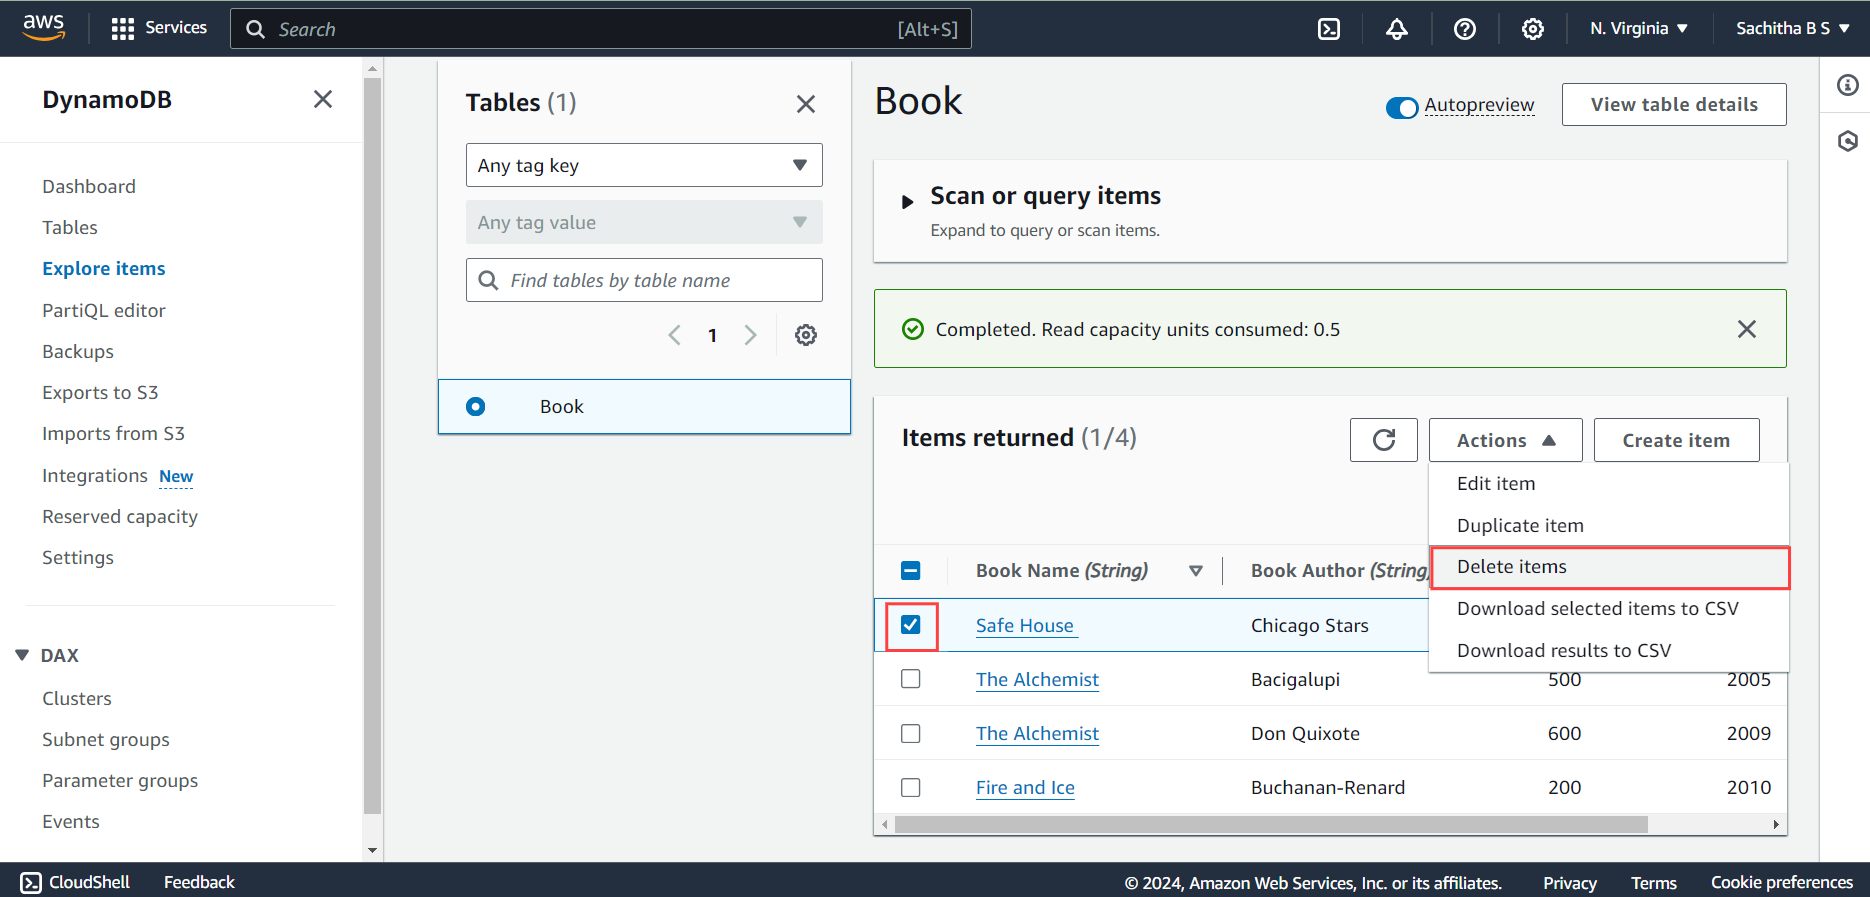 aws
Services
Search
[Alt+S]
N. Virginia
Sachitha B S
DynamoDB
Dashboard
Tables
Explore items
PartiQL editor
Backups
Exports to S3
Imports from S3
Integrations New
Reserved capacity
Settings
DAX
Clusters
Subnet groups
Parameter groups
Events
Tables (1)
Any tag key
Any tag value
Find tables by table name
1
Book
Book
Autopreview
View table details
Scan or query items
Expand to query or scan items.
Completed. Read capacity units consumed: 0.5
Items returned (1/4)
Actions
Create item
Edit item
Duplicate item
Delete items
Download selected items to CSV
Download results to CSV
Book Name (String)
Book Author (String)
Safe House
Chicago Stars
The Alchemist
Bacigalupi
500
2005
The Alchemist
Don Quixote
600
2009
Fire and Ice
Buchanan-Renard
200
2010
CloudShell
Feedback
© 2024, Amazon Web Services, Inc. or its affiliates.
Privacy
Terms
Cookie preferences